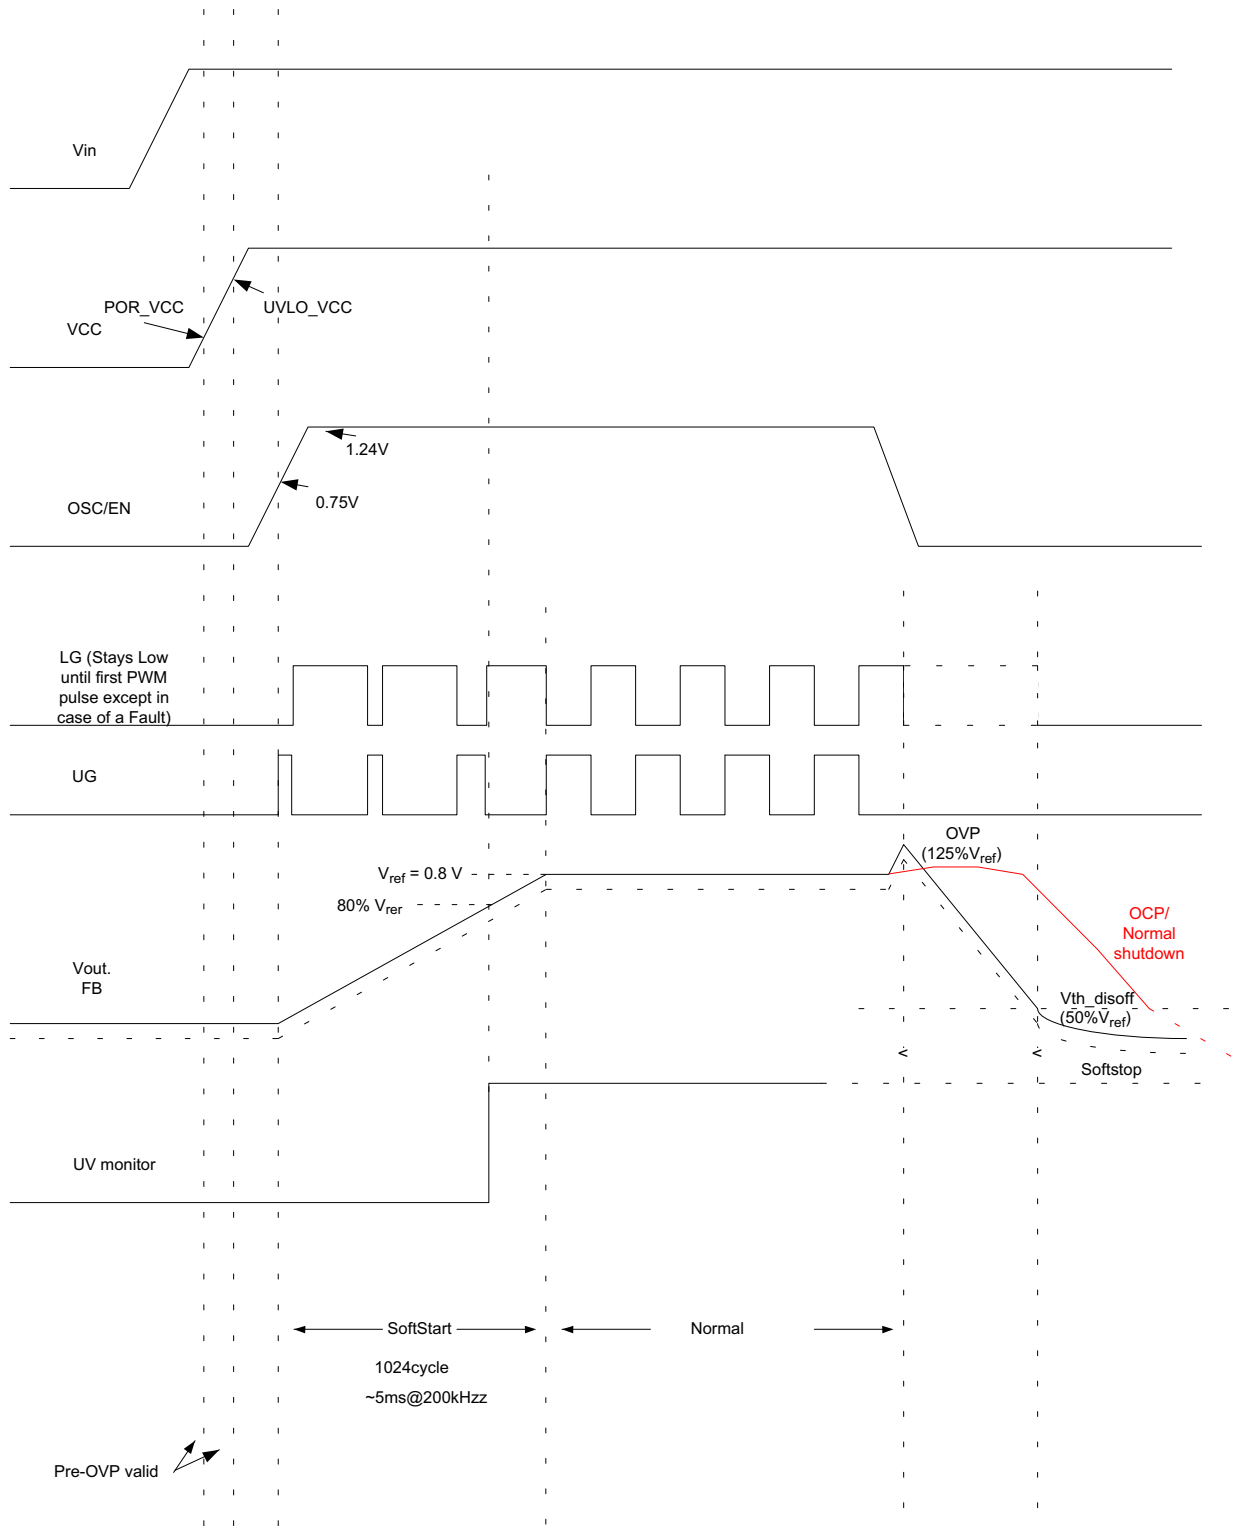 Vin
POR_VCC
UVLO_VCC
VCC
1.24V
0.75V
OSC/EN
LG (Stays Low
until first PWM
pulse except in
case of a Fault)
UG
OVP
(125%Vref)
Vref = 0.8 V
80% Vrer
OCP/
Normal
shutdown
Vout.
FB
Vth_disoff
(50%Vref)
Softstop
UV monitor
SoftStart
Normal
1024cycle
~5ms@200kHzz
Pre-OVP valid